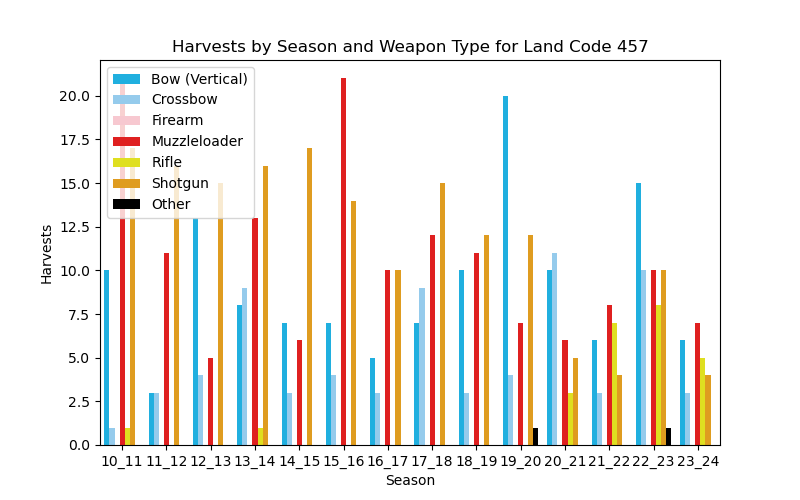 Harvests by Season and Weapon Type for Land Code 457
Bow (Vertical)
Crossbow
Firearm
Muzzleloader
Rifle
Shotgun
Other
Harvests
20.0
17.5
15.0
12.5
10.0
7.5
5.0
2.5
0.0
10_11 11_12 12_13 13_14 14_15 15_16 16_17 17_18 18_19 19_20 20_21 21_22 22_23 23_24
Season